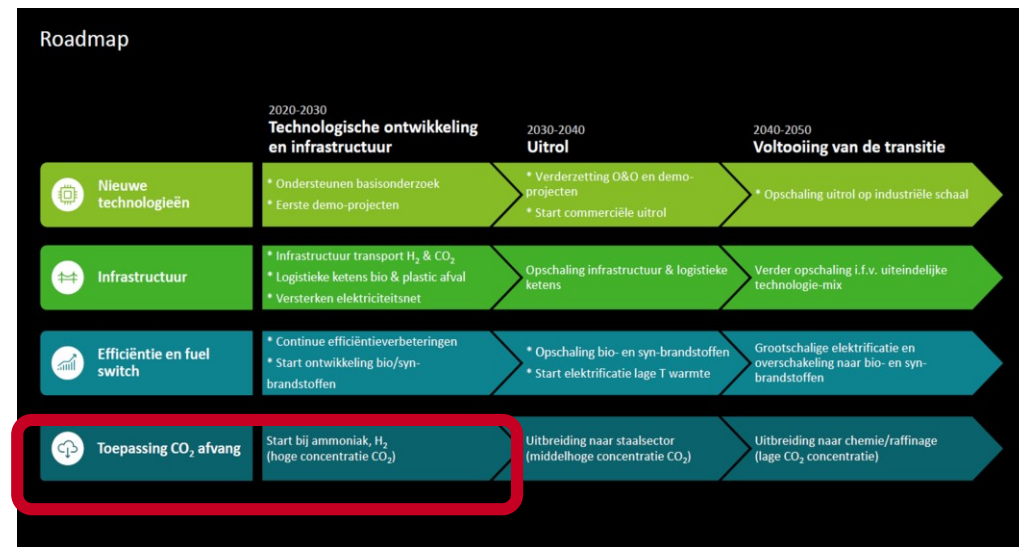 Roadmap
2020-2030
Technologische ontwikkeling
en infrastructuur
2030-2040
Uitrol
2040-2050
Voltooiing van de transitie
Nieuwe
technologieën
* Ondersteunen basisonderzoek
* Eerste demo-projecten
* Verderzetting O&O en demo-
projecten
* Start commerciële uitrol
* Opschaling uitrol op industriële schaal
Infrastructuur
* Infrastructuur transport H₂ & CO₂
* Logistieke ketens bio & plastic afval
* Versterken elektriciteitsnet
Opschaling infrastructuur & logistieke
ketens
Verder opschaling i.f.v. uiteindelijke
technologie-mix
Efficiëntie en fuel
switch
* Continue efficiëntieverbeteringen
* Start ontwikkeling bio/syn-
brandstoffen
* Opschaling bio- en syn-brandstoffen
* Start elektrificatie lage T warmte
Grootschalige elektrificatie en
overschakeling naar bio- en syn-
brandstoffen
Toepassing CO₂ afvang
Start bij ammoniak, H₂
(hoge concentratie CO₂)
Uitbreiding naar staalsector
(middelhoge concentratie CO₂)
Uitbreiding naar chemie/raffinage
(lage CO₂ concentratie)